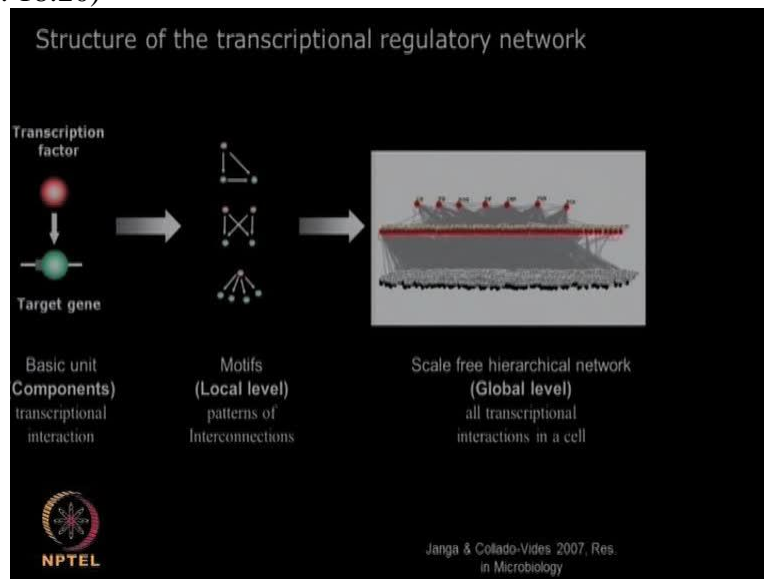 Structure of the transcriptional regulatory network
Transcription
factor
Target gene
Basic unit
(Components)
transcriptional
interaction
Motifs
(Local level)
patterns of
Interconnections
Scale free hierarchical network
(Global level)
all transcriptional
interactions in a cell
NPTEL
Janga & Collado-Vides 2007, Res.
in Microbiology